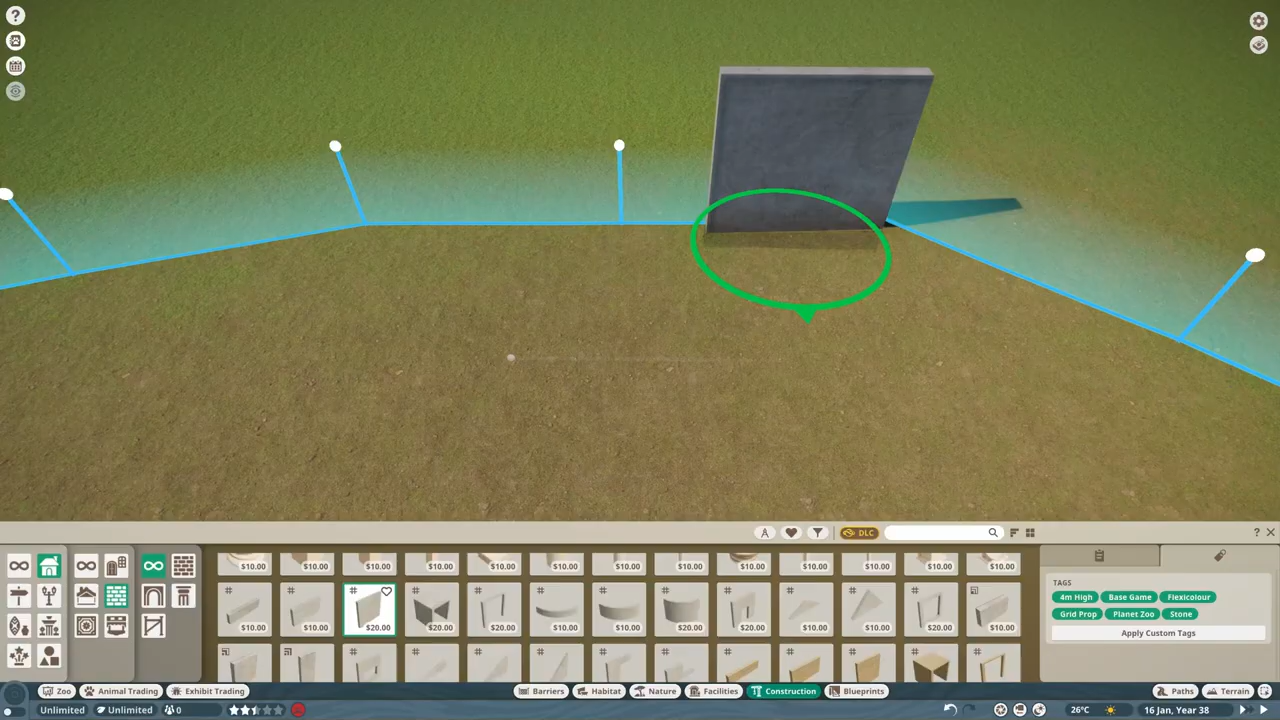 ?
DLC
? ×
$10.00 $10.00 $10.00 $10.00 $10.00 $10.00 $10.00 $10.00 $10.00 $10.00 $10.00 $10.00 $10.00
$10.00 $10.00 $20.00 $20.00 $20.00 $10.00 $10.00 $10.00 $20.00 $10.00 $10.00 $20.00 $10.00
TAGS
4m High Base Game Flexicolour
Grid Prop Planet Zoo Stone
Apply Custom Tags
Zoo Animal Trading Exhibit Trading Barriers Habitat Nature Facilities Construction Blueprints Paths Terrain
Unlimited Unlimited 0 26°C 16 Jan, Year 38